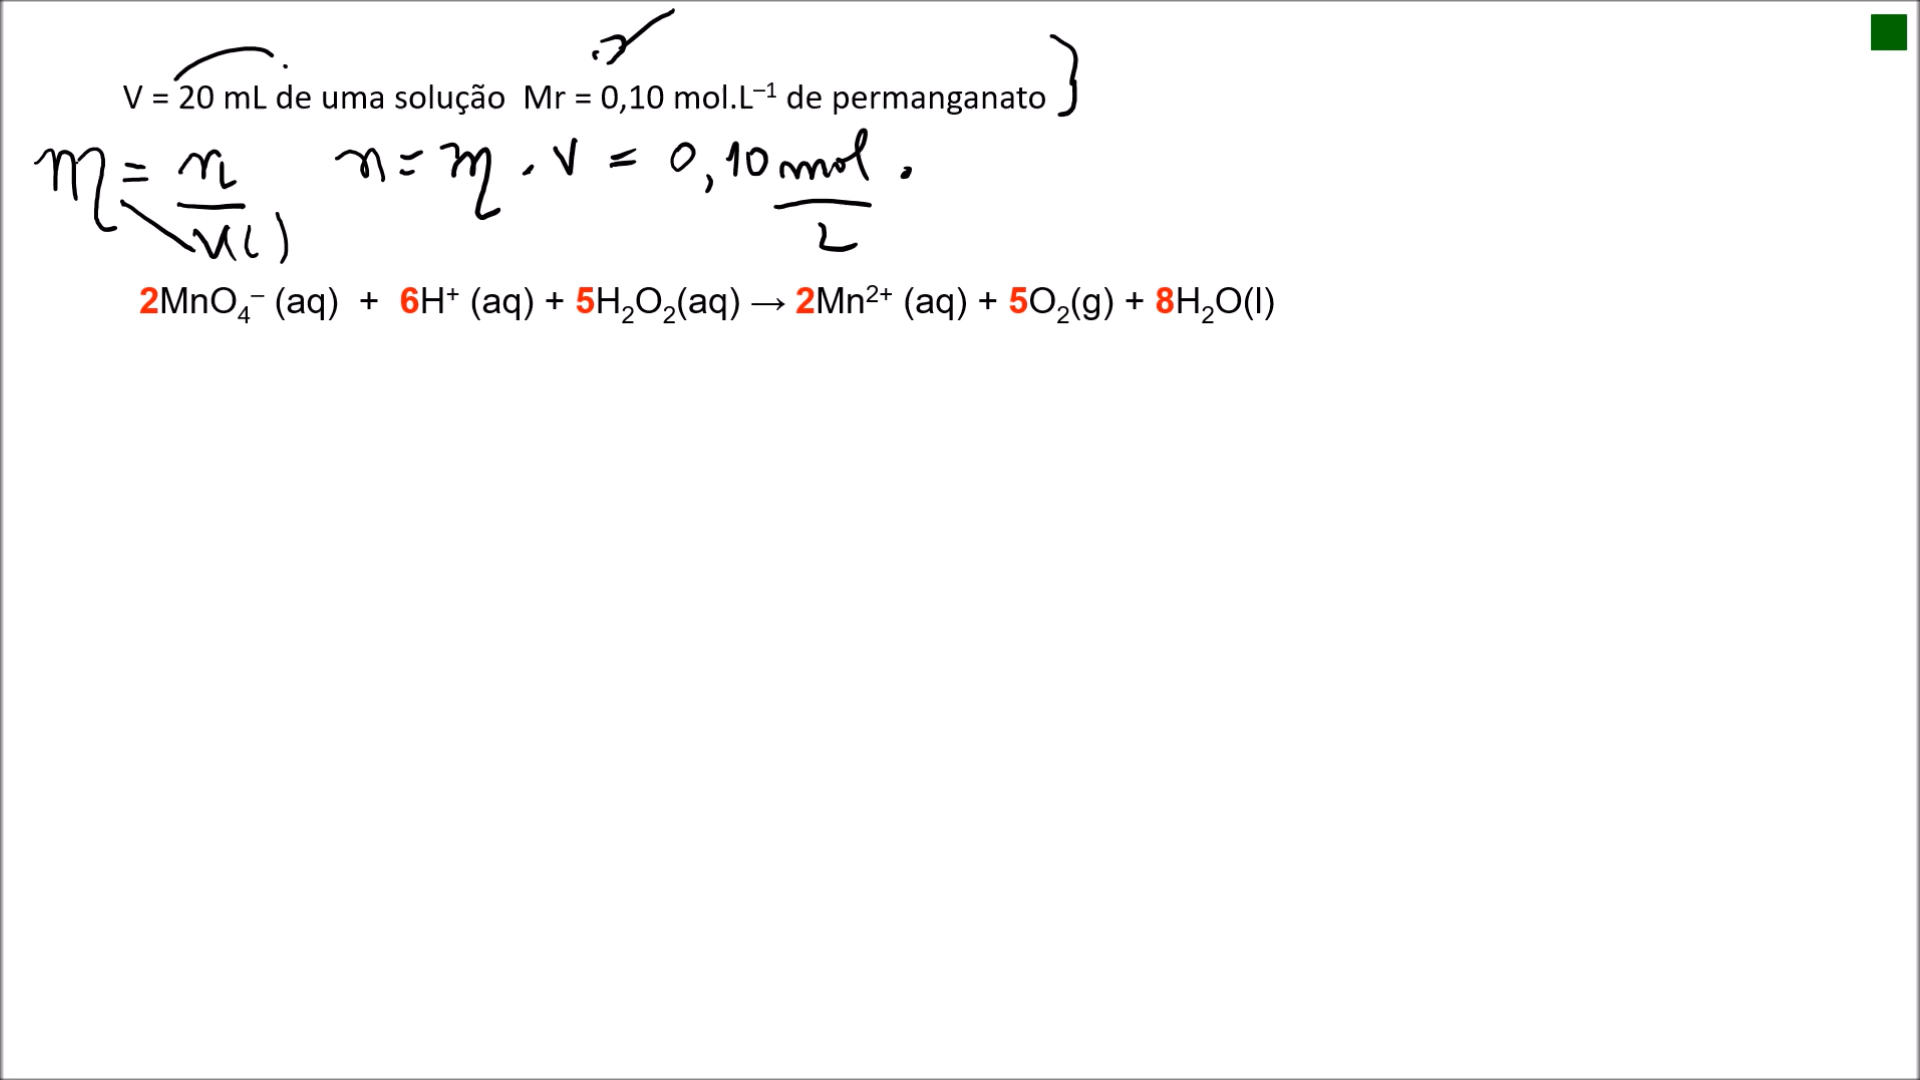 V = 20 mL de uma solução Mr = 0,10 mol.L⁻¹ de permanganato }
M = n / V(L)   n = M . V = 0,10 mol / L .
2MnO₄⁻ (aq) + 6H⁺ (aq) + 5H₂O₂(aq) → 2Mn²⁺ (aq) + 5O₂(g) + 8H₂O(l)